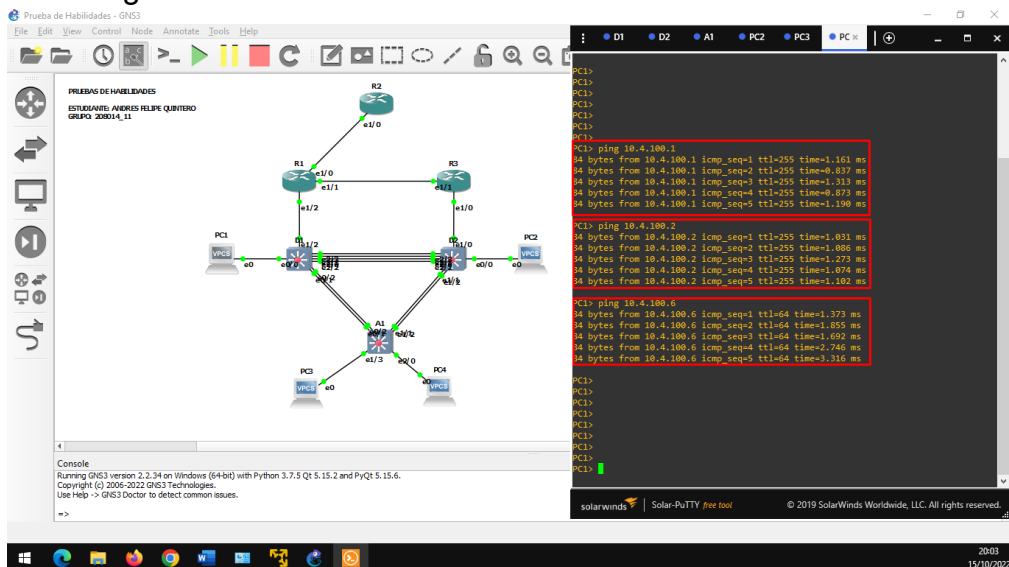 Prueba de Habilidades - GNS3
File Edit View Control Node Annotate Tools Help
PRUEBAS DE HABILIDADES
ESTUDIANTE: ANDRES FELIPE QUINTERO
GRUPO: 208014_11
R2
e1/0
R1
e1/0
e1/1
R3
e1/1
e1/2
e1/0
PC1
VPCS
e0
e1/2
e1/0
e0/0
e0
PC2
VPCS
A1
e1/3
e2/0
PC3
VPCS
e0
PC4
VPCS
e0
Console
Running GNS3 version 2.2.34 on Windows (64-bit) with Python 3.7.5 Qt 5.15.2 and PyQt 5.15.6.
Copyright (c) 2006-2022 GNS3 Technologies.
Use Help -> GNS3 Doctor to detect common issues.
=>
D1 D2 A1 PC2 PC3 PC ×
PC1>
PC1>
PC1>
PC1>
PC1>
PC1>
PC1>
PC1> ping 10.4.100.1
84 bytes from 10.4.100.1 icmp_seq=1 ttl=255 time=1.161 ms
84 bytes from 10.4.100.1 icmp_seq=2 ttl=255 time=0.837 ms
84 bytes from 10.4.100.1 icmp_seq=3 ttl=255 time=1.313 ms
84 bytes from 10.4.100.1 icmp_seq=4 ttl=255 time=0.873 ms
84 bytes from 10.4.100.1 icmp_seq=5 ttl=255 time=1.190 ms
PC1> ping 10.4.100.2
84 bytes from 10.4.100.2 icmp_seq=1 ttl=255 time=1.031 ms
84 bytes from 10.4.100.2 icmp_seq=2 ttl=255 time=1.086 ms
84 bytes from 10.4.100.2 icmp_seq=3 ttl=255 time=1.273 ms
84 bytes from 10.4.100.2 icmp_seq=4 ttl=255 time=1.074 ms
84 bytes from 10.4.100.2 icmp_seq=5 ttl=255 time=1.102 ms
PC1> ping 10.4.100.6
84 bytes from 10.4.100.6 icmp_seq=1 ttl=64 time=1.373 ms
84 bytes from 10.4.100.6 icmp_seq=2 ttl=64 time=1.855 ms
84 bytes from 10.4.100.6 icmp_seq=3 ttl=64 time=1.692 ms
84 bytes from 10.4.100.6 icmp_seq=4 ttl=64 time=2.746 ms
84 bytes from 10.4.100.6 icmp_seq=5 ttl=64 time=3.316 ms
PC1>
PC1>
PC1>
PC1>
PC1>
PC1>
PC1>
PC1>
PC1>
solarwinds Solar-PuTTY free tool © 2019 SolarWinds Worldwide, LLC. All rights reserved.
20:03
15/10/2022